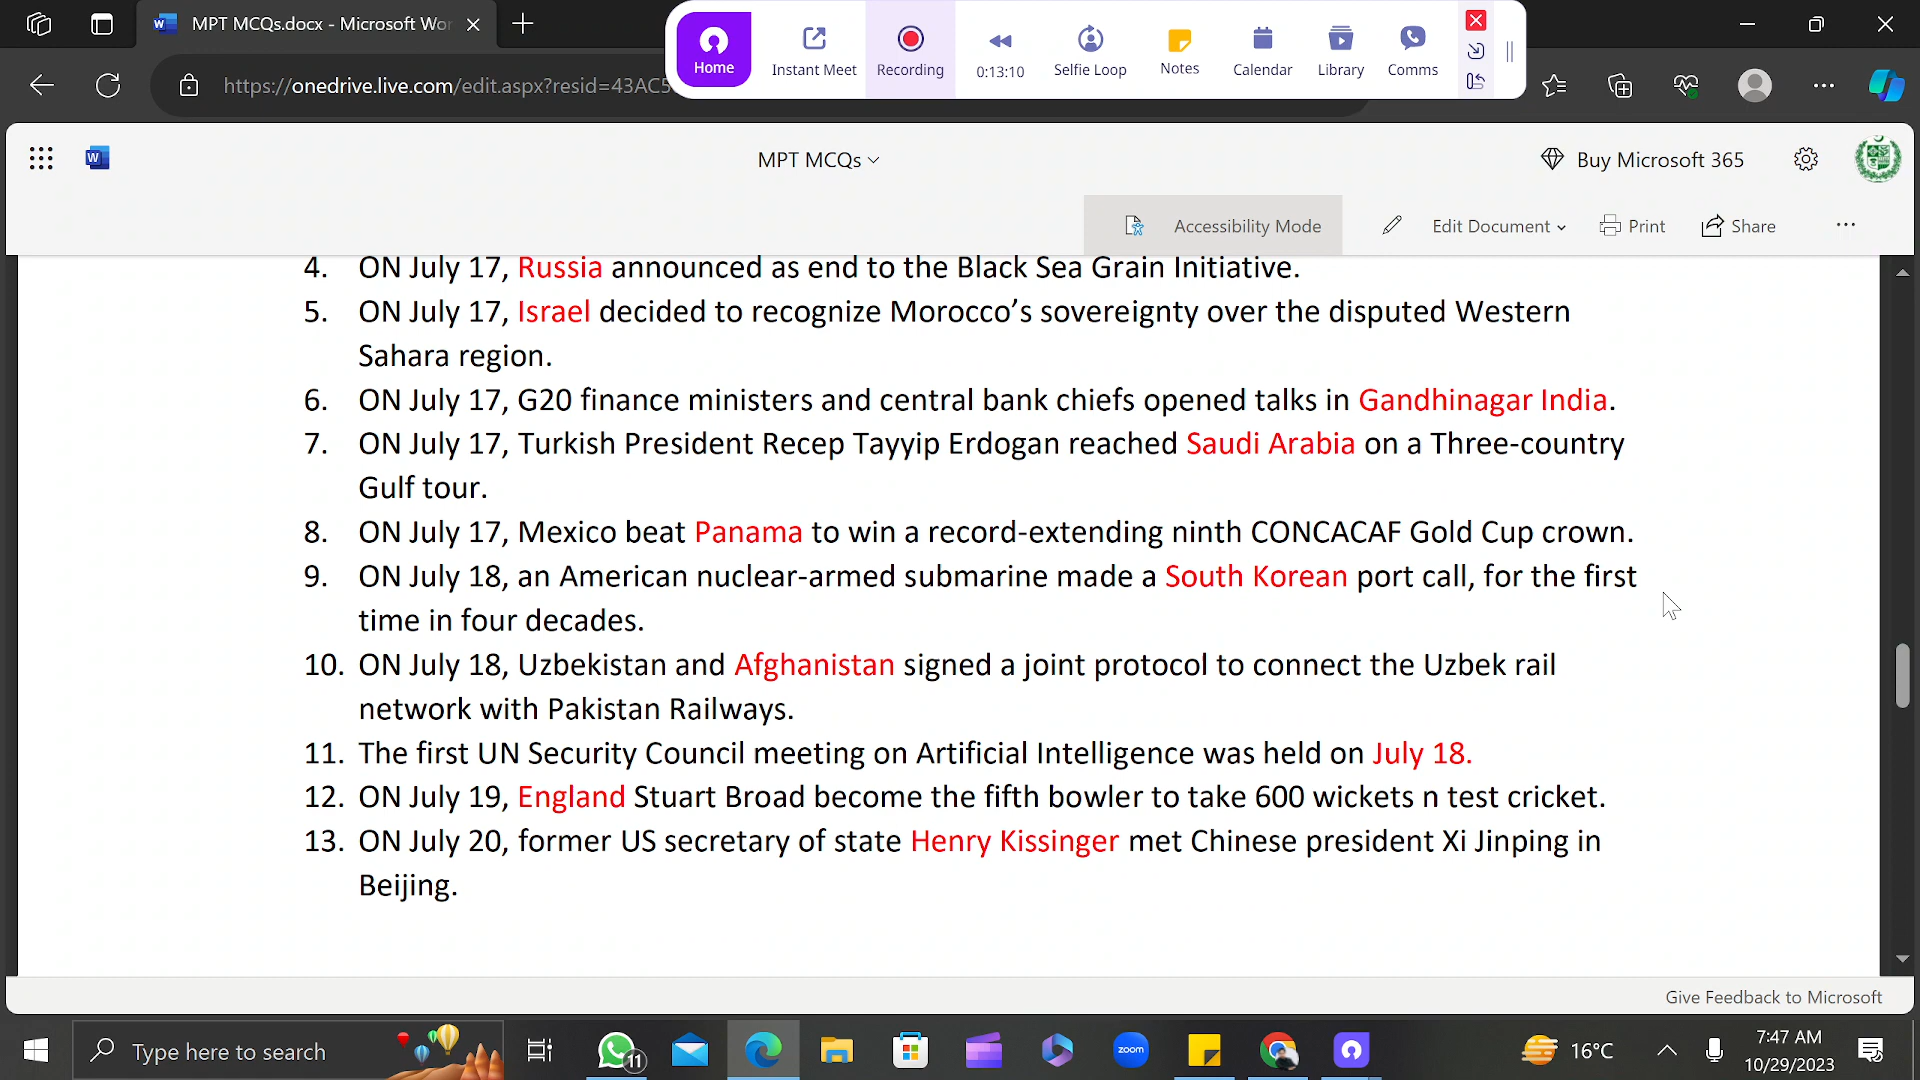 MPT MCQs.docx - Microsoft Wor
Home
Instant Meet
Recording
0:13:10
Selfie Loop
Notes
Calendar
Library
Comms
https://onedrive.live.com/edit.aspx?resid=43AC5
MPT MCQs
Buy Microsoft 365
Accessibility Mode
Edit Document
Print
Share
4. ON July 17, Russia announced as end to the Black Sea Grain Initiative.
5. ON July 17, Israel decided to recognize Morocco’s sovereignty over the disputed Western
Sahara region.
6. ON July 17, G20 finance ministers and central bank chiefs opened talks in Gandhinagar India.
7. ON July 17, Turkish President Recep Tayyip Erdogan reached Saudi Arabia on a Three-country
Gulf tour.
8. ON July 17, Mexico beat Panama to win a record-extending ninth CONCACAF Gold Cup crown.
9. ON July 18, an American nuclear-armed submarine made a South Korean port call, for the first
time in four decades.
10. ON July 18, Uzbekistan and Afghanistan signed a joint protocol to connect the Uzbek rail
network with Pakistan Railways.
11. The first UN Security Council meeting on Artificial Intelligence was held on July 18.
12. ON July 19, England Stuart Broad become the fifth bowler to take 600 wickets n test cricket.
13. ON July 20, former US secretary of state Henry Kissinger met Chinese president Xi Jinping in
Beijing.
Give Feedback to Microsoft
Type here to search
11
zoom
16°C
7:47 AM
10/29/2023